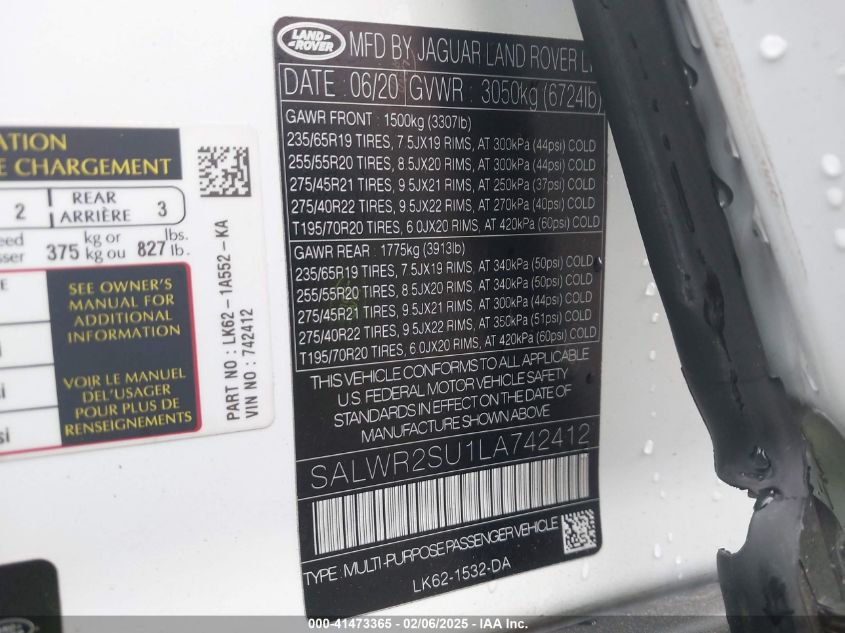 ATION
E CHARGEMENT
2 REAR ARRIÈRE 3
375 kg or kg ou 827 lbs. lb.
SEE OWNER'S
MANUAL FOR
ADDITIONAL
INFORMATION
VOIR LE MANUEL
DEL'USAGER
POUR PLUS DE
RENSEIGNEMENTS
PART NO : LK62-1A552-KA
VIN NO : 742412
LAND ROVER
MFD BY JAGUAR LAND ROVER L
DATE : 06/20 GVWR : 3050kg (6724lb)
GAWR FRONT : 1500kg (3307lb)
235/65R19 TIRES, 7.5JX19 RIMS, AT 300kPa (44psi) COLD
255/55R20 TIRES, 8.5JX20 RIMS, AT 300kPa (44psi) COLD
275/45R21 TIRES, 9.5JX21 RIMS, AT 250kPa (37psi) COLD
275/40R22 TIRES, 9.5JX22 RIMS, AT 270kPa (40psi) COLD
T195/70R20 TIRES, 6.0JX20 RIMS, AT 420kPa (60psi) COLD
GAWR REAR : 1775kg (3913lb)
235/65R19 TIRES, 7.5JX19 RIMS, AT 340kPa (50psi) COLD
255/55R20 TIRES, 8.5JX20 RIMS, AT 340kPa (50psi) COLD
275/45R21 TIRES, 9.5JX21 RIMS, AT 300kPa (44psi) COLD
275/40R22 TIRES, 9.5JX22 RIMS, AT 350kPa (51psi) COLD
T195/70R20 TIRES, 6.0JX20 RIMS, AT 420kPa (60psi) COLD
THIS VEHICLE CONFORMS TO ALL APPLICABLE
U.S. FEDERAL MOTOR VEHICLE SAFETY
STANDARDS IN EFFECT ON THE DATE OF
MANUFACTURE SHOWN ABOVE
SALWR2SU1LA742412
TYPE: MULTI-PURPOSE PASSENGER VEHICLE
LK62-1532-DA
000-41473365 - 02/06/2025 - IAA Inc.